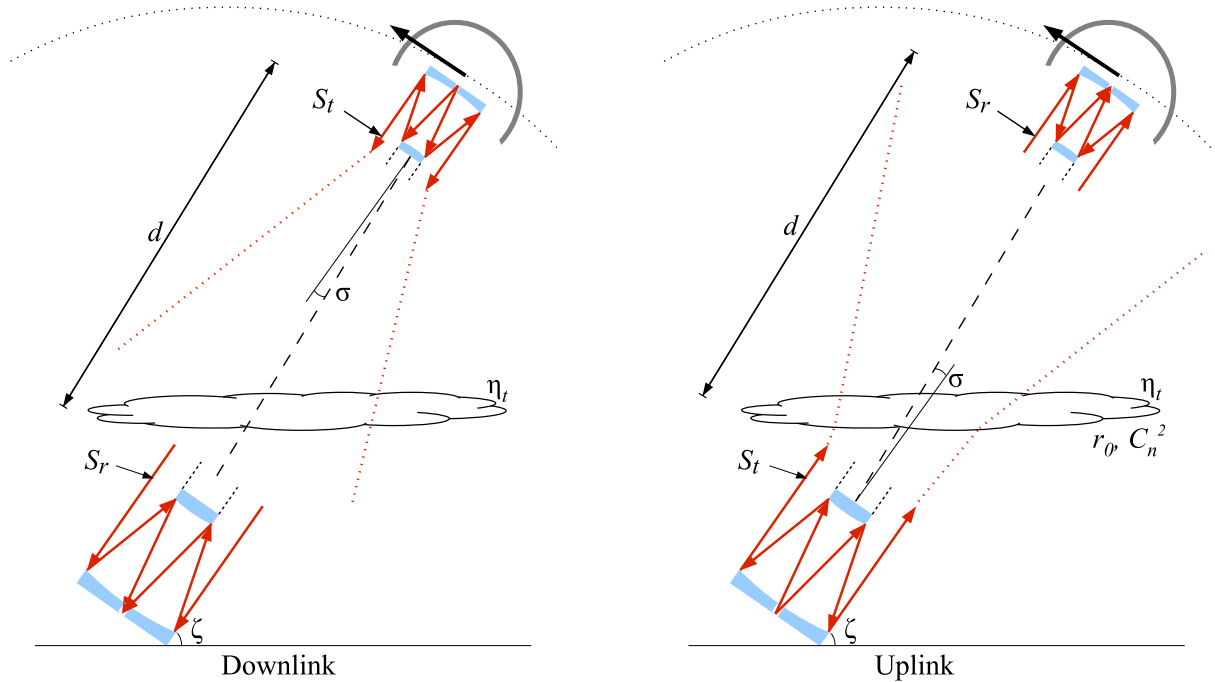 S_t
d
σ
η_t
S_r
ζ
Downlink
S_r
d
σ
η_t
r_0, C_n^2
S_t
ζ
Uplink